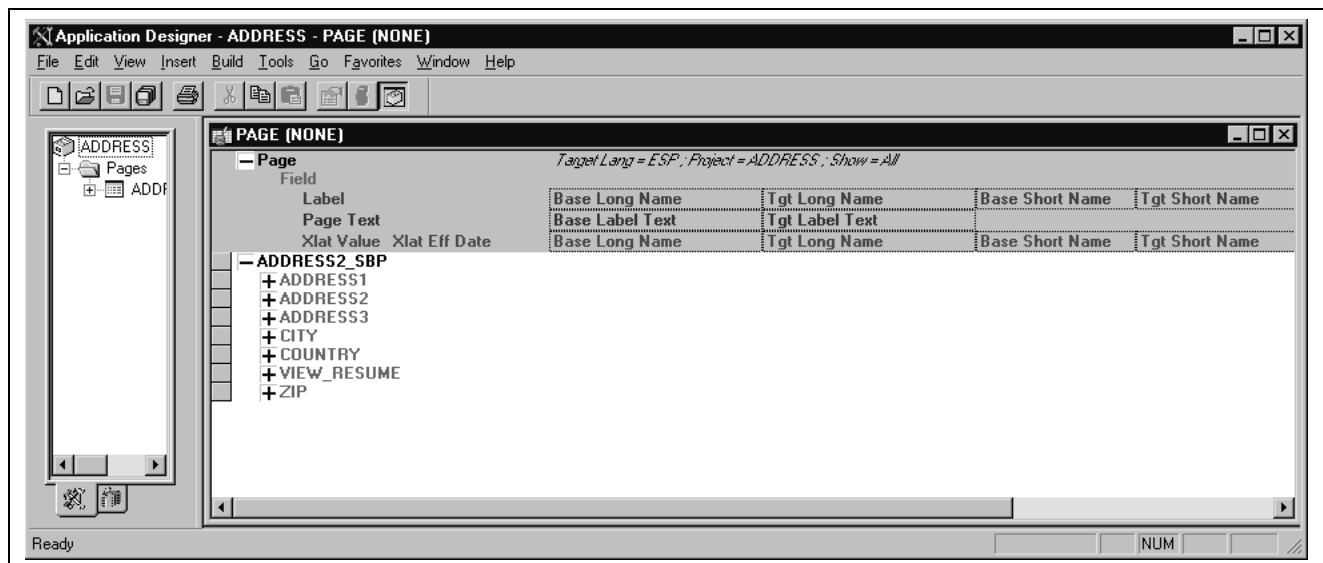 Application Designer - ADDRESS - PAGE (NONE)
File Edit View Insert Build Tools Go Favorites Window Help
ADDRESS
Pages
ADDF
PAGE (NONE)
Page Target Lang = ESP ; Project = ADDRESS ; Show = All
Field
Label Base Long Name Tgt Long Name Base Short Name Tgt Short Name
Page Text Base Label Text Tgt Label Text
Xlat Value Xlat Eff Date Base Long Name Tgt Long Name Base Short Name Tgt Short Name
ADDRESS2_SBP
ADDRESS1
ADDRESS2
ADDRESS3
CITY
COUNTRY
VIEW_RESUME
ZIP
Ready NUM